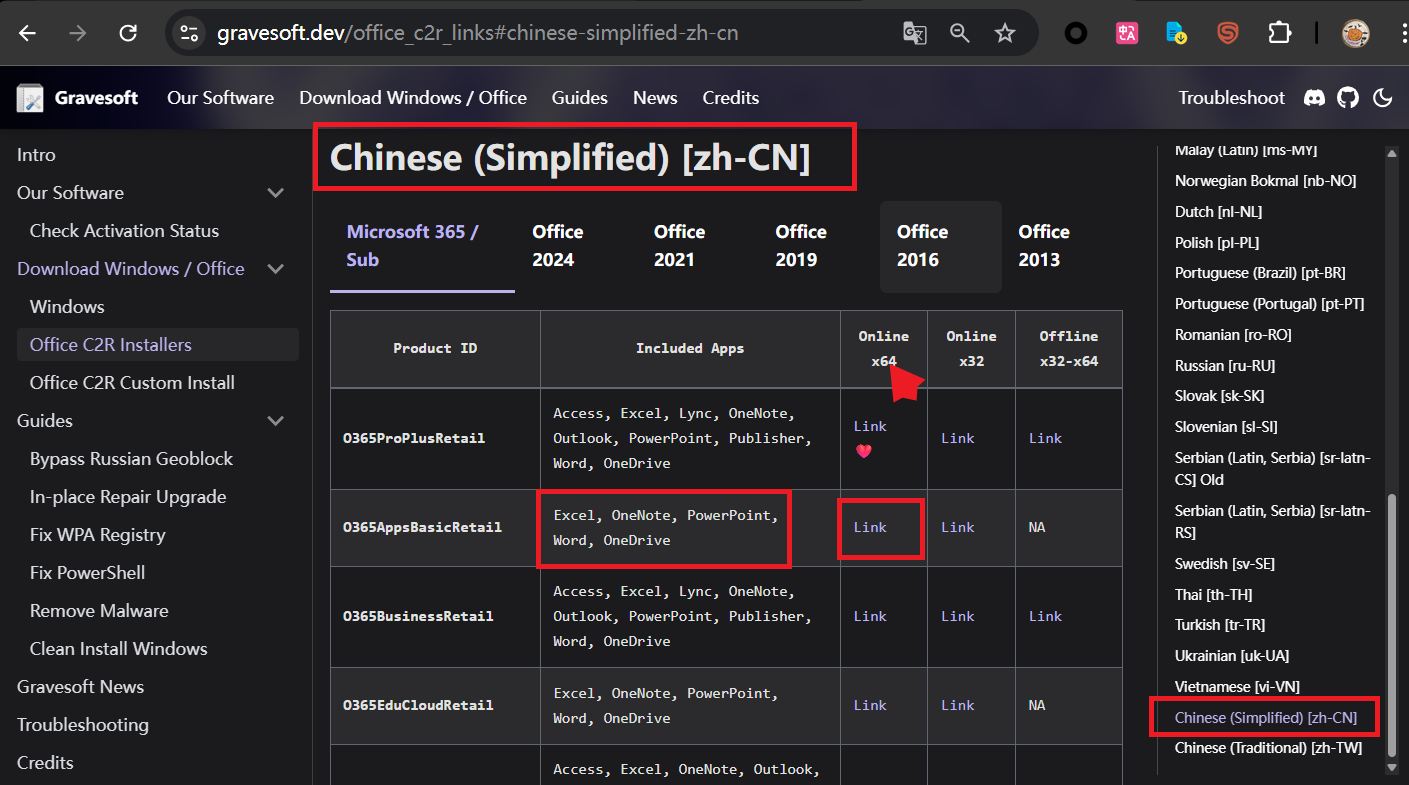 gravesoft.dev/office_c2r_links#chinese-simplified-zh-cn
Gravesoft
Our Software
Download Windows / Office
Guides
News
Credits
Troubleshoot
Intro
Our Software
Check Activation Status
Download Windows / Office
Windows
Office C2R Installers
Office C2R Custom Install
Guides
Bypass Russian Geoblock
In-place Repair Upgrade
Fix WPA Registry
Fix PowerShell
Remove Malware
Clean Install Windows
Gravesoft News
Troubleshooting
Credits
Chinese (Simplified) [zh-CN]
Microsoft 365 /
Sub
Office
2024
Office
2021
Office
2019
Office
2016
Office
2013
Product ID
Included Apps
Online
x64
Online
x32
Offline
x32-x64
O365ProPlusRetail
Access, Excel, Lync, OneNote,
Outlook, PowerPoint, Publisher,
Word, OneDrive
Link
Link
Link
O365AppsBasicRetail
Excel, OneNote, PowerPoint,
Word, OneDrive
Link
Link
NA
O365BusinessRetail
Access, Excel, Lync, OneNote,
Outlook, PowerPoint, Publisher,
Word, OneDrive
Link
Link
Link
O365EduCloudRetail
Excel, OneNote, PowerPoint,
Word, OneDrive
Link
Link
NA
Access, Excel, OneNote, Outlook,
Malay (Latin) [ms-MY]
Norwegian Bokmal [nb-NO]
Dutch [nl-NL]
Polish [pl-PL]
Portuguese (Brazil) [pt-BR]
Portuguese (Portugal) [pt-PT]
Romanian [ro-RO]
Russian [ru-RU]
Slovak [sk-SK]
Slovenian [sl-SI]
Serbian (Latin, Serbia) [sr-latn-
CS] Old
Serbian (Latin, Serbia) [sr-latn-
RS]
Swedish [sv-SE]
Thai [th-TH]
Turkish [tr-TR]
Ukrainian [uk-UA]
Vietnamese [vi-VN]
Chinese (Simplified) [zh-CN]
Chinese (Traditional) [zh-TW]